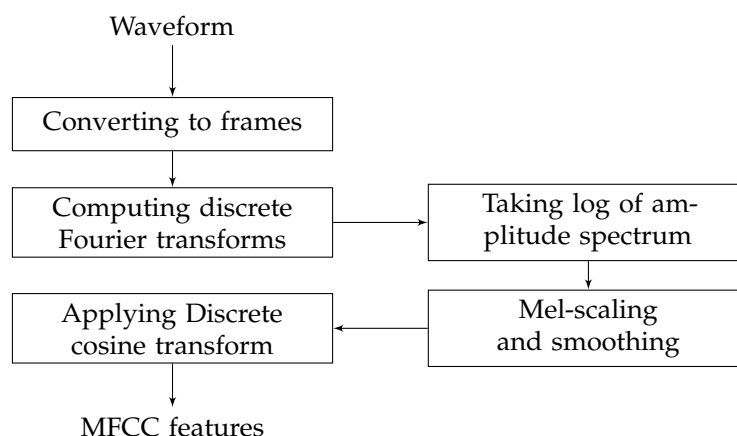 Waveform
Converting to frames
Computing discrete
Fourier transforms
Taking log of am-
plitude spectrum
Mel-scaling
and smoothing
Applying Discrete
cosine transform
MFCC features